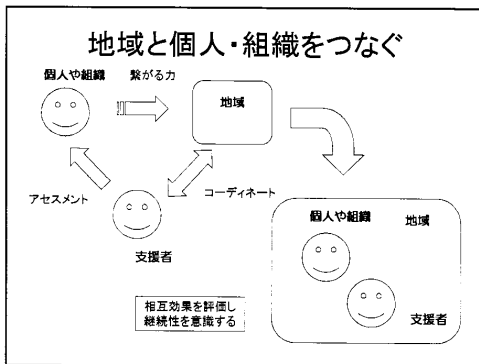 地域と個人・組織をつなぐ
個人や組織
繋がる力
地域
アセスメント
コーディネート
支援者
個人や組織
地域
支援者
相互効果を評価し
継続性を意識する